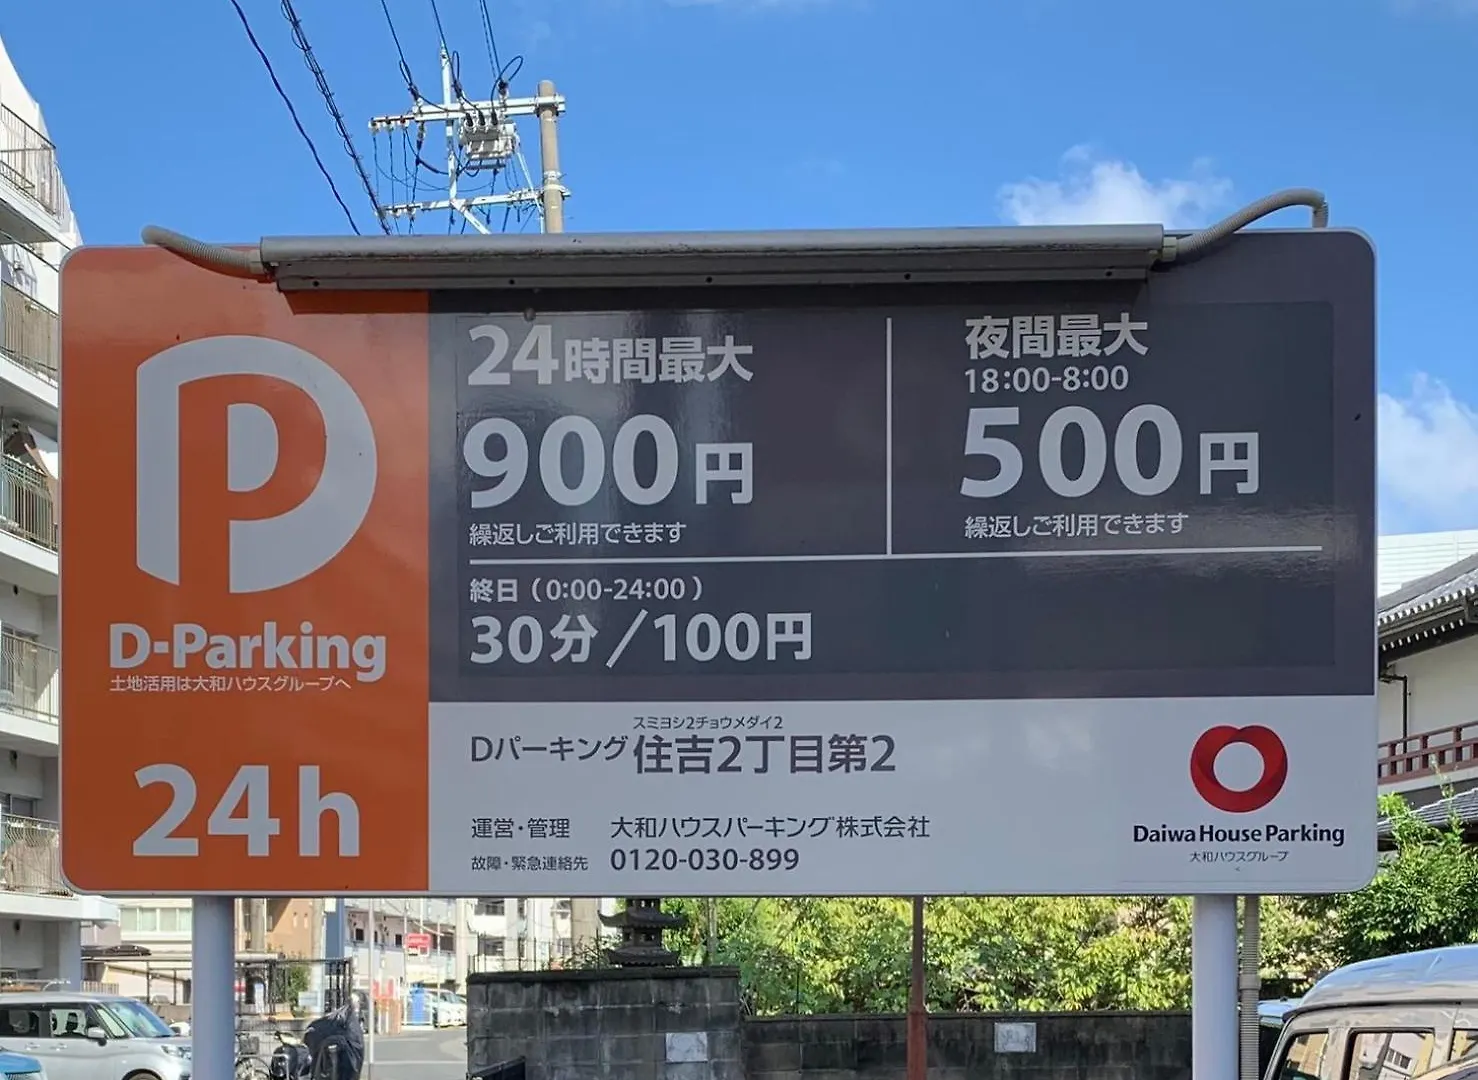 D-Parking
土地活用は大和ハウスグループへ
24h
24時間最大
900円
繰返しご利用できます
夜間最大
18:00-8:00
500円
繰返しご利用できます
終日(0:00-24:00)
30分/100円
スミヨシ2チョウメダイ2
Dパーキング住吉2丁目第2
運営・管理 大和ハウスパーキング株式会社
故障・緊急連絡先 0120-030-899
Daiwa House Parking
大和ハウスグループ